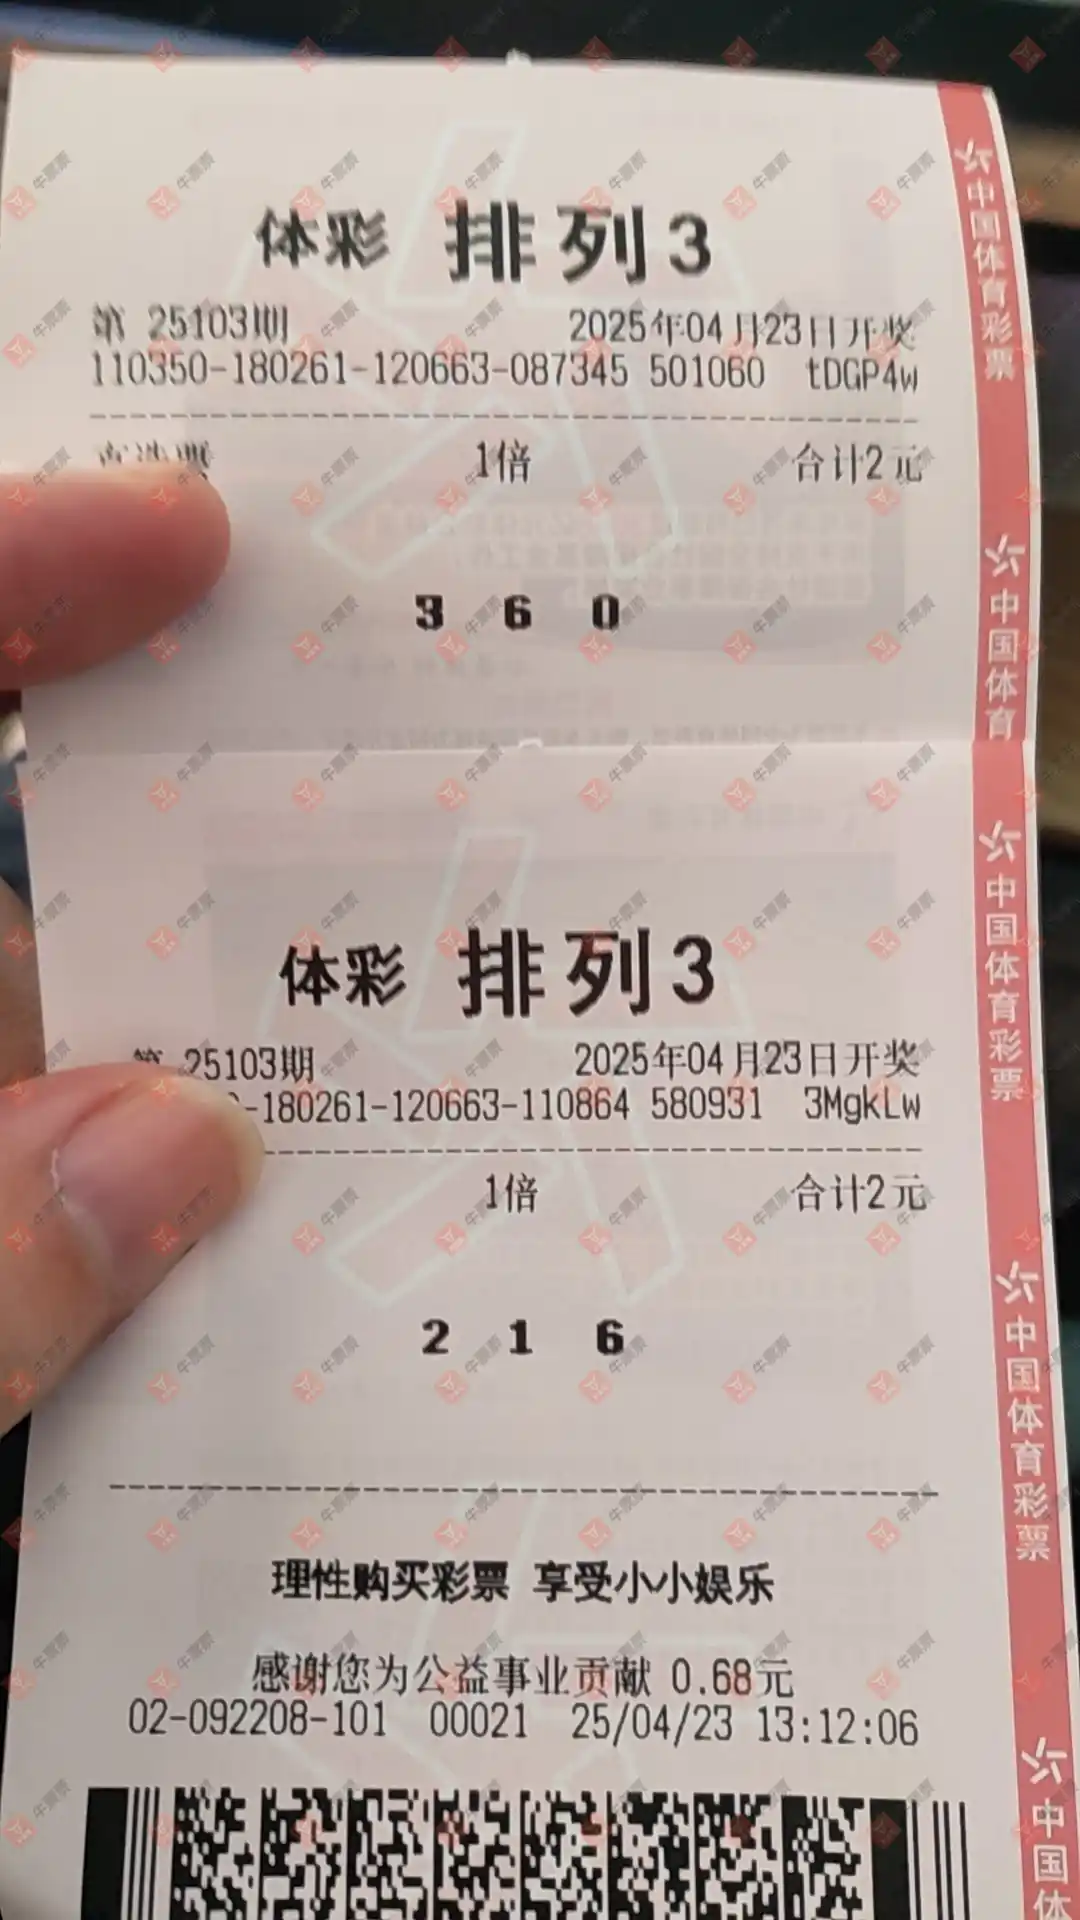 体彩 排列3
第 25103期 2025年04月23日开奖
110350-180261-120663-087345 501060 tDGP4w
直选票 1倍 合计2元
3 6 0
体彩 排列3
第 25103期 2025年04月23日开奖
-180261-120663-110864 580931 3MgkLw
1倍 合计2元
2 1 6
理性购买彩票 享受小小娱乐
感谢您为公益事业贡献 0.68元
02-092208-101 00021 25/04/23 13:12:06
中国体育彩票
中国体育
中国体育彩票
中国体育彩票
中国体
牛票票